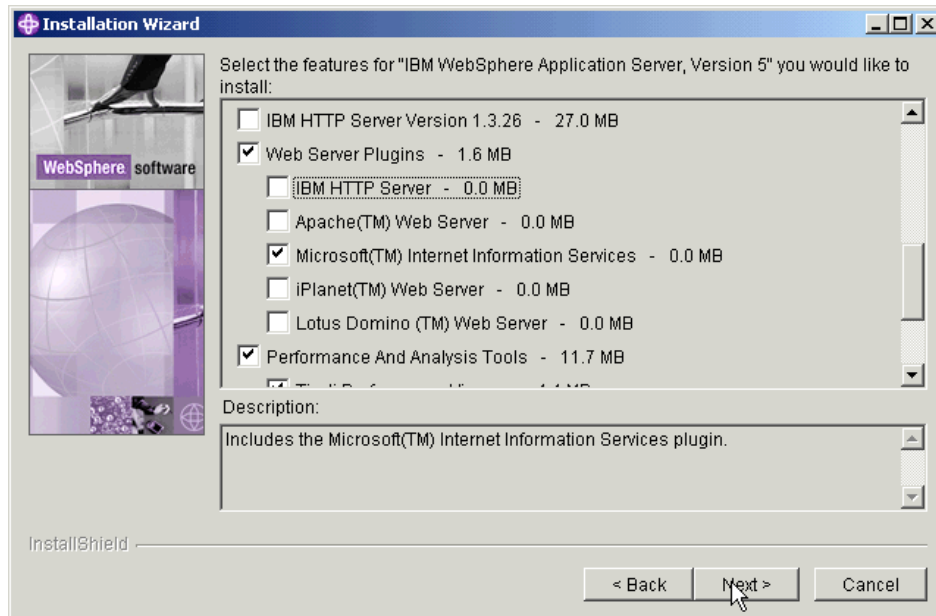 Installation Wizard
Select the features for "IBM WebSphere Application Server, Version 5" you would like to
install:
IBM HTTP Server Version 1.3.26 - 27.0 MB
Web Server Plugins - 1.6 MB
IBM HTTP Server - 0.0 MB
Apache(TM) Web Server - 0.0 MB
Microsoft(TM) Internet Information Services - 0.0 MB
iPlanet(TM) Web Server - 0.0 MB
Lotus Domino (TM) Web Server - 0.0 MB
Performance And Analysis Tools - 11.7 MB
WebSphere software
Description:
Includes the Microsoft(TM) Internet Information Services plugin.
InstallShield
< Back Next > Cancel